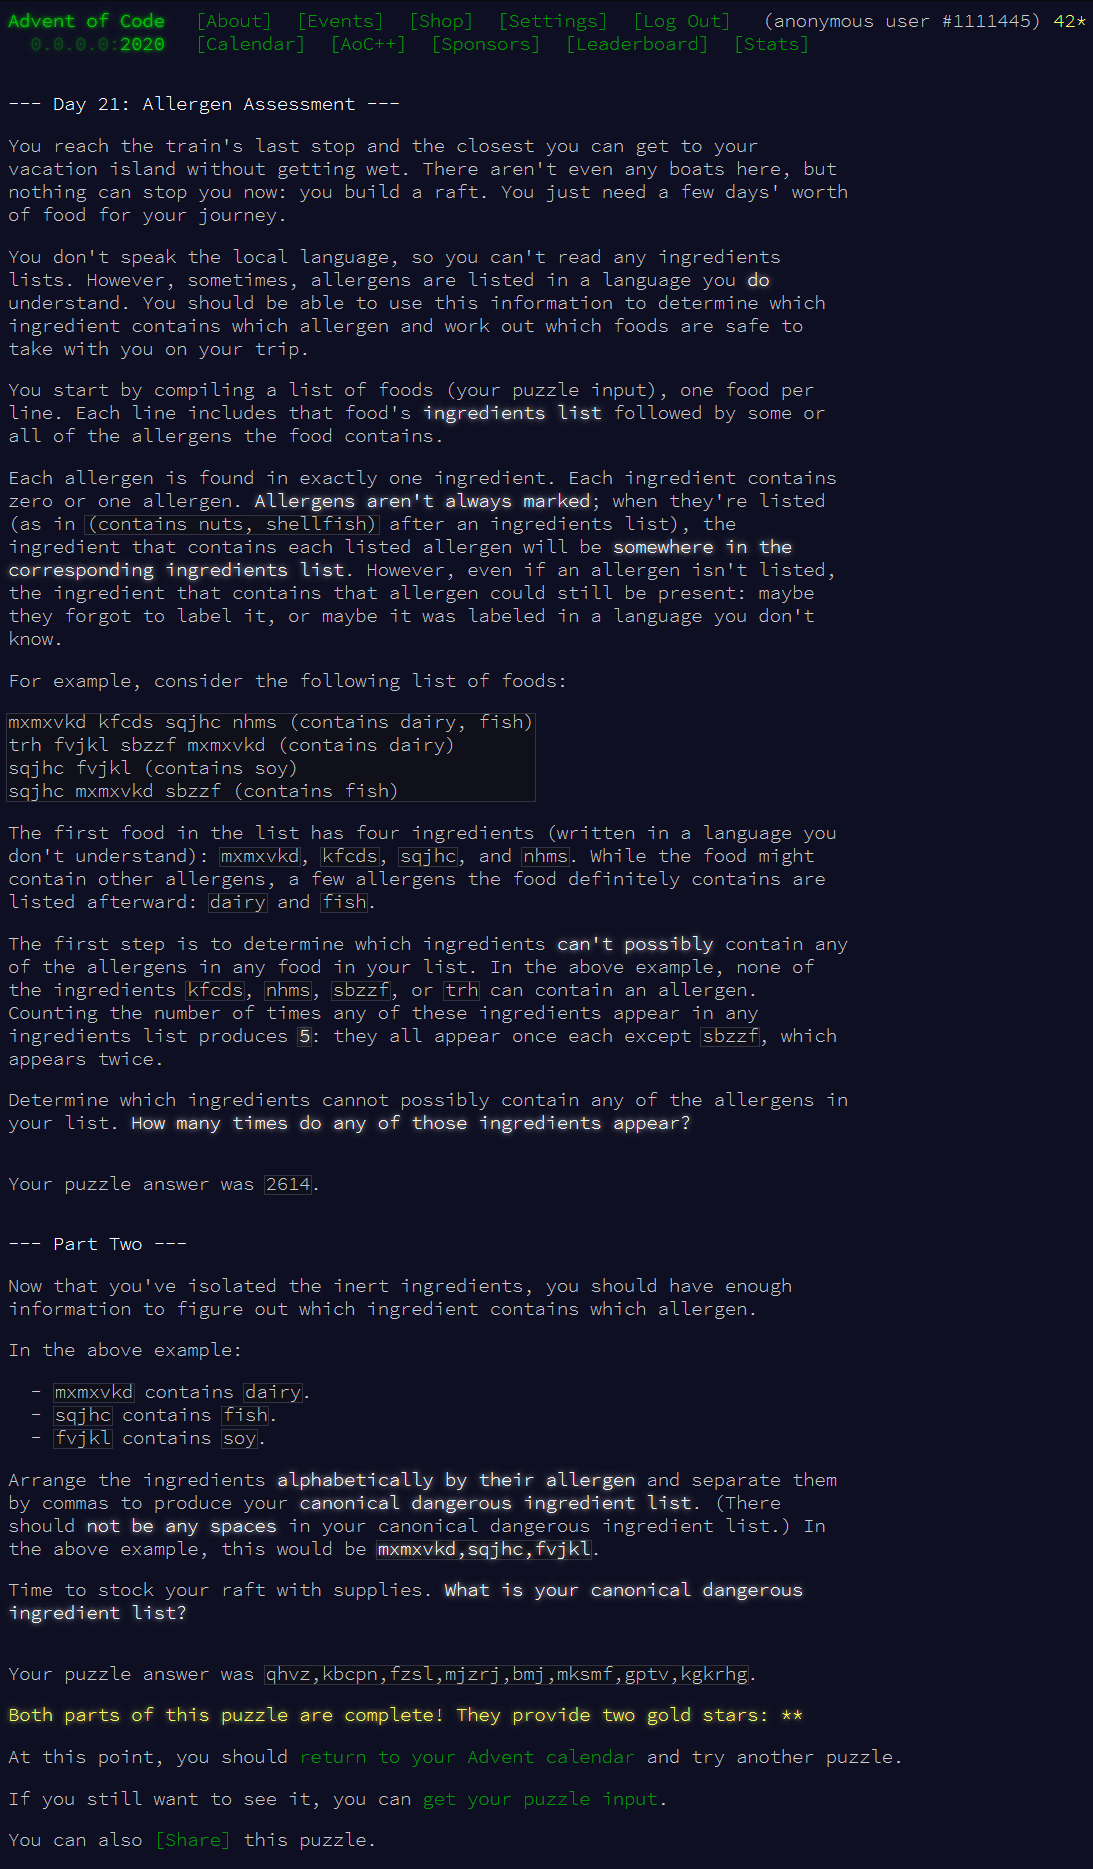 Advent of Code [About] [Events] [Shop] [Settings] [Log Out] (anonymous user #1111445) 42*
0.0.0.0:2020 [Calendar] [AoC++] [Sponsors] [Leaderboard] [Stats]
--- Day 21: Allergen Assessment ---
You reach the train's last stop and the closest you can get to your
vacation island without getting wet. There aren't even any boats here, but
nothing can stop you now: you build a raft. You just need a few days' worth
of food for your journey.
You don't speak the local language, so you can't read any ingredients
lists. However, sometimes, allergens are listed in a language you do
understand. You should be able to use this information to determine which
ingredient contains which allergen and work out which foods are safe to
take with you on your trip.
You start by compiling a list of foods (your puzzle input), one food per
line. Each line includes that food's ingredients list followed by some or
all of the allergens the food contains.
Each allergen is found in exactly one ingredient. Each ingredient contains
zero or one allergen. Allergens aren't always marked; when they're listed
(as in (contains nuts, shellfish) after an ingredients list), the
ingredient that contains each listed allergen will be somewhere in the
corresponding ingredients list. However, even if an allergen isn't listed,
the ingredient that contains that allergen could still be present: maybe
they forgot to label it, or maybe it was labeled in a language you don't
know.
For example, consider the following list of foods:
mxmxvkd kfcds sqjhc nhms (contains dairy, fish)
trh fvjkl sbzzf mxmxvkd (contains dairy)
sqjhc fvjkl (contains soy)
sqjhc mxmxvkd sbzzf (contains fish)
The first food in the list has four ingredients (written in a language you
don't understand): mxmxvkd, kfcds, sqjhc, and nhms. While the food might
contain other allergens, a few allergens the food definitely contains are
listed afterward: dairy and fish.
The first step is to determine which ingredients can't possibly contain any
of the allergens in any food in your list. In the above example, none of
the ingredients kfcds, nhms, sbzzf, or trh can contain an allergen.
Counting the number of times any of these ingredients appear in any
ingredients list produces 5: they all appear once each except sbzzf, which
appears twice.
Determine which ingredients cannot possibly contain any of the allergens in
your list. How many times do any of those ingredients appear?
Your puzzle answer was 2614.
--- Part Two ---
Now that you've isolated the inert ingredients, you should have enough
information to figure out which ingredient contains which allergen.
In the above example:
- mxmxvkd contains dairy.
- sqjhc contains fish.
- fvjkl contains soy.
Arrange the ingredients alphabetically by their allergen and separate them
by commas to produce your canonical dangerous ingredient list. (There
should not be any spaces in your canonical dangerous ingredient list.) In
the above example, this would be mxmxvkd,sqjhc,fvjkl.
Time to stock your raft with supplies. What is your canonical dangerous
ingredient list?
Your puzzle answer was qhvz,kbcpn,fzsl,mjzrj,bmj,mksmf,gptv,kgkrhg.
Both parts of this puzzle are complete! They provide two gold stars: **
At this point, you should return to your Advent calendar and try another puzzle.
If you still want to see it, you can get your puzzle input.
You can also [Share] this puzzle.